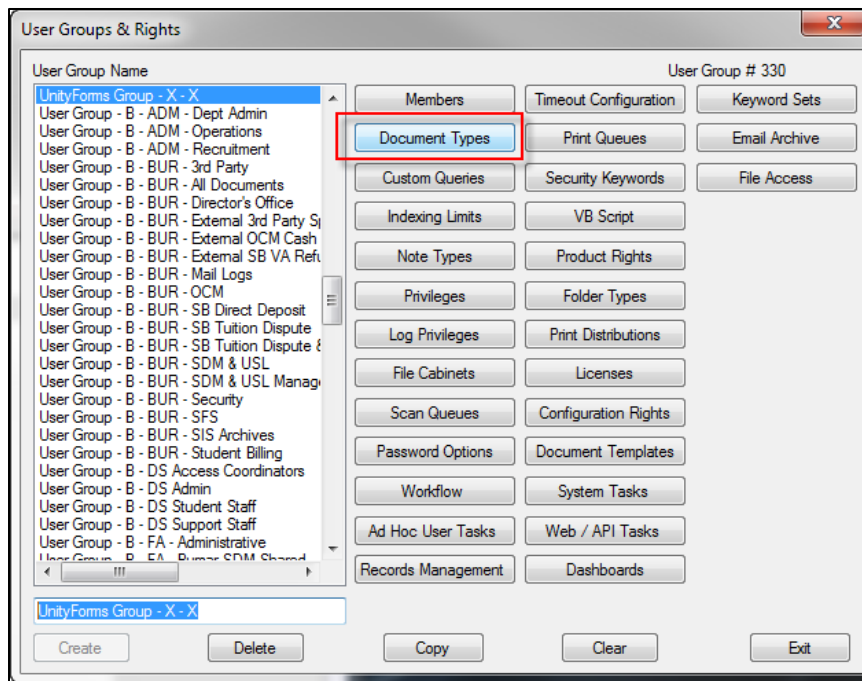 User Groups & Rights
User Group Name
User Group # 330
UnityForms Group - X - X
User Group - B - ADM - Dept Admin
User Group - B - ADM - Operations
User Group - B - ADM - Recruitment
User Group - B - BUR - 3rd Party
User Group - B - BUR - All Documents
User Group - B - BUR - Director's Office
User Group - B - BUR - External 3rd Party S
User Group - B - BUR - External OCM Cash
User Group - B - BUR - External SB VA Refu
User Group - B - BUR - Mail Logs
User Group - B - BUR - OCM
User Group - B - BUR - SB Direct Deposit
User Group - B - BUR - SB Tuition Dispute
User Group - B - BUR - SB Tuition Dispute &
User Group - B - BUR - SDM & USL
User Group - B - BUR - SDM & USL Manag
User Group - B - BUR - Security
User Group - B - BUR - SFS
User Group - B - BUR - SIS Archives
User Group - B - BUR - Student Billing
User Group - B - DS Access Coordinators
User Group - B - DS Admin
User Group - B - DS Student Staff
User Group - B - DS Support Staff
User Group - B - FA - Administrative
User Group - B - FA - SDM Shared
UnityForms Group - X - X
Members
Document Types
Custom Queries
Indexing Limits
Note Types
Privileges
Log Privileges
File Cabinets
Scan Queues
Password Options
Workflow
Ad Hoc User Tasks
Records Management
Timeout Configuration
Print Queues
Security Keywords
VB Script
Product Rights
Folder Types
Print Distributions
Licenses
Configuration Rights
Document Templates
System Tasks
Web / API Tasks
Dashboards
Keyword Sets
Email Archive
File Access
Create
Delete
Copy
Clear
Exit